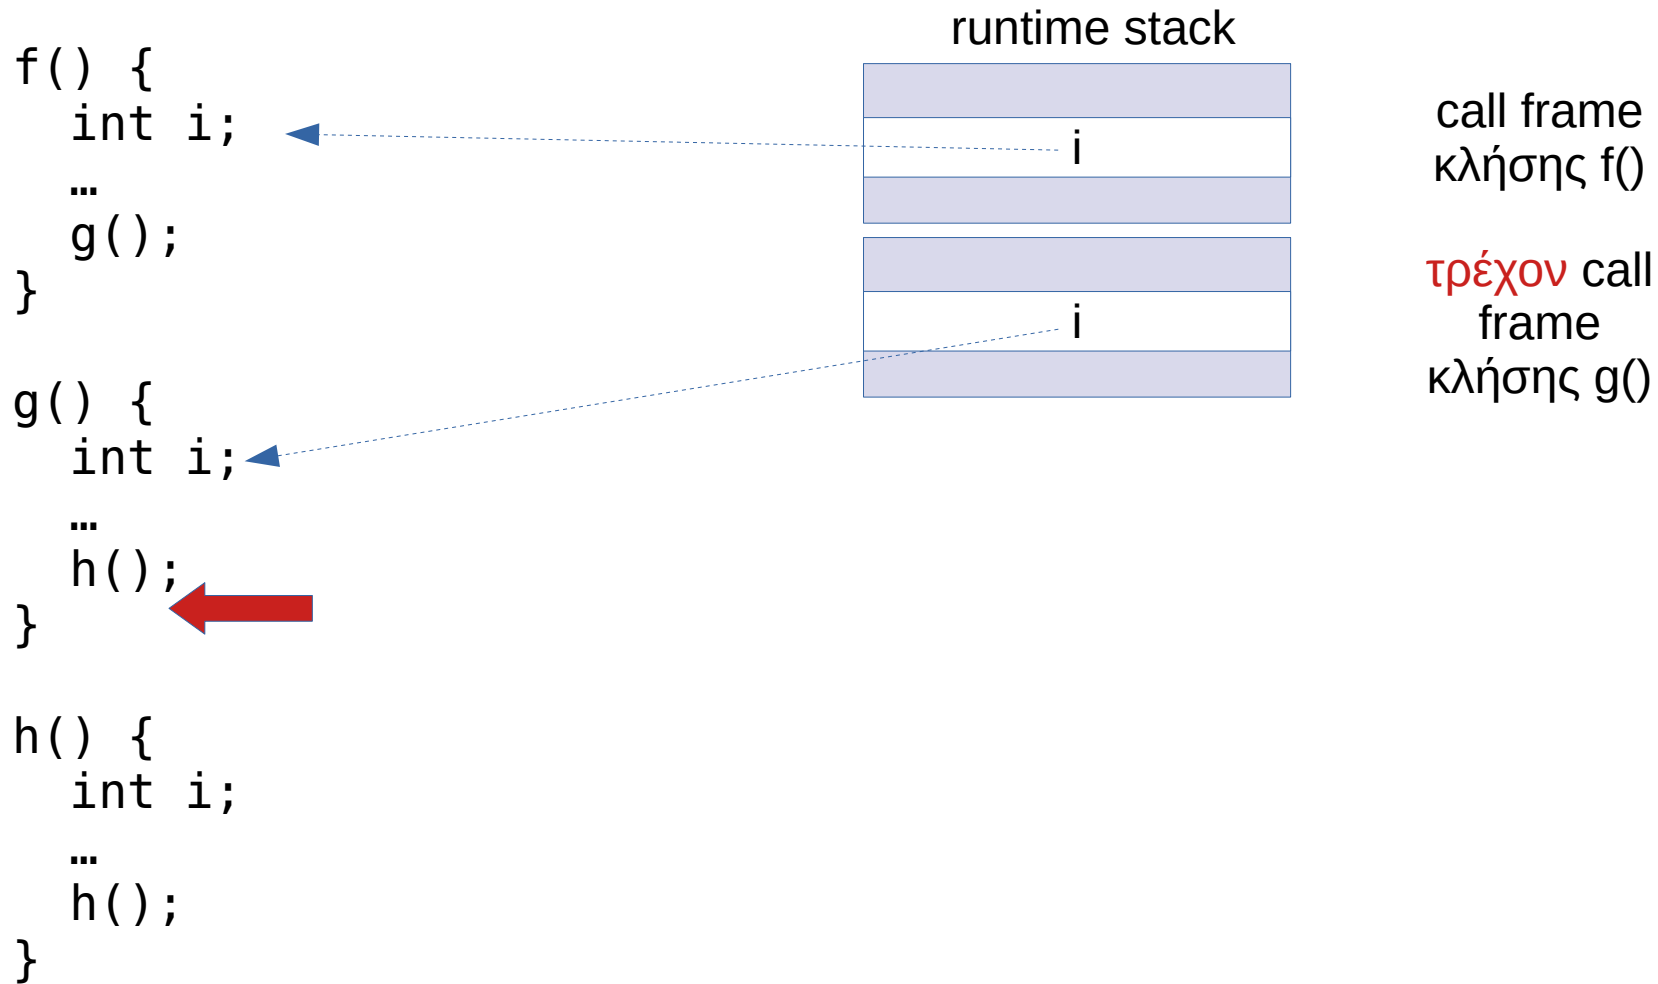 f() {
int i;
…
g();
}
g() {
int i;
…
h();
}
h() {
int i;
…
h();
}
runtime stack
i
i
call frame
κλήσης f()
τρέχον call
frame
κλήσης g()